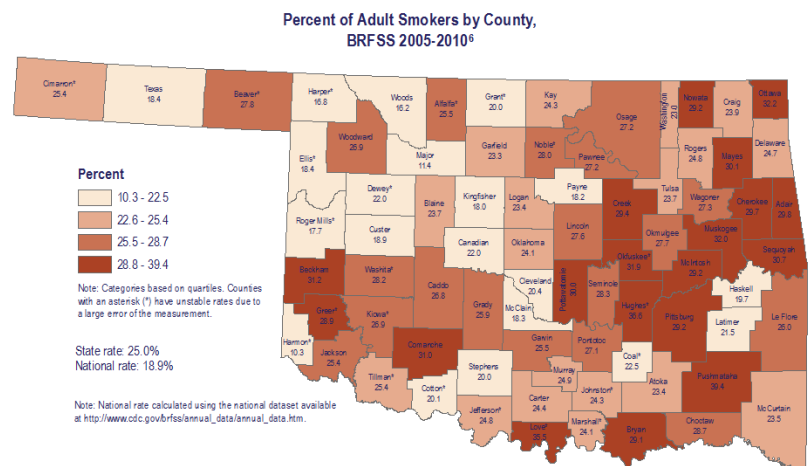 Percent of Adult Smokers by County,
BRFSS 2005-2010⁶
Cimarron*
25.4
Texas
18.4
Beaver*
27.8
Harper*
16.8
Woods
16.2
Alfalfa*
25.5
Grant*
20.0
Kay
24.3
Osage
27.2
Washington
23.0
Nowata
29.2
Craig
23.9
Ottawa
32.2
Woodward
26.9
Ellis*
18.4
Major
11.4
Garfield
23.3
Noble*
28.0
Pawnee
27.2
Rogers
24.8
Mayes
30.1
Delaware
24.7
Dewey*
22.0
Blaine
23.7
Kingfisher
18.0
Logan
23.4
Payne
18.2
Creek
29.4
Tulsa
23.7
Wagoner
27.3
Cherokee
29.7
Adair
29.8
Roger Mills*
17.7
Custer
18.9
Canadian
22.0
Oklahoma
24.1
Lincoln
27.6
Okmulgee
27.7
Muskogee
32.0
Sequoyah
30.7
Beckham
31.2
Washita*
28.2
Caddo
26.8
Grady
25.9
Cleveland
20.4
McClain
18.3
Pottawatomie
30.0
Seminole
28.3
Okfuskee*
31.9
McIntosh
29.2
Haskell
19.7
Greer*
28.9
Harmon*
10.3
Kiowa*
26.9
Jackson
25.4
Comanche
31.0
Tillman*
25.4
Cotton*
20.1
Stephers
20.0
Jefferson*
24.8
Garvin
25.5
Murray
24.9
Carter
24.4
Love*
Pontotoc
27.1
Hughes*
36.6
Pittsburg
29.2
Latimer
21.5
Le Flore
26.0
Coal*
22.5
Johnston*
24.3
Marshall*
24.1
Atoka
23.4
Bryan
29.1
Pushmataha
39.4
Choctaw
28.7
McCurtain
23.5
Percent
10.3 - 22.5
22.6 - 25.4
25.5 - 28.7
28.8 - 39.4
Note: Categories based on quartiles. Counties
with an asterisk (*) have unstable rates due to
a large error of the measurement.
State rate: 25.0%
National rate: 18.9%
Note: National rate calculated using the national dataset available
at http://www.cdc.gov/brfss/annual_data/annual_data.htm.